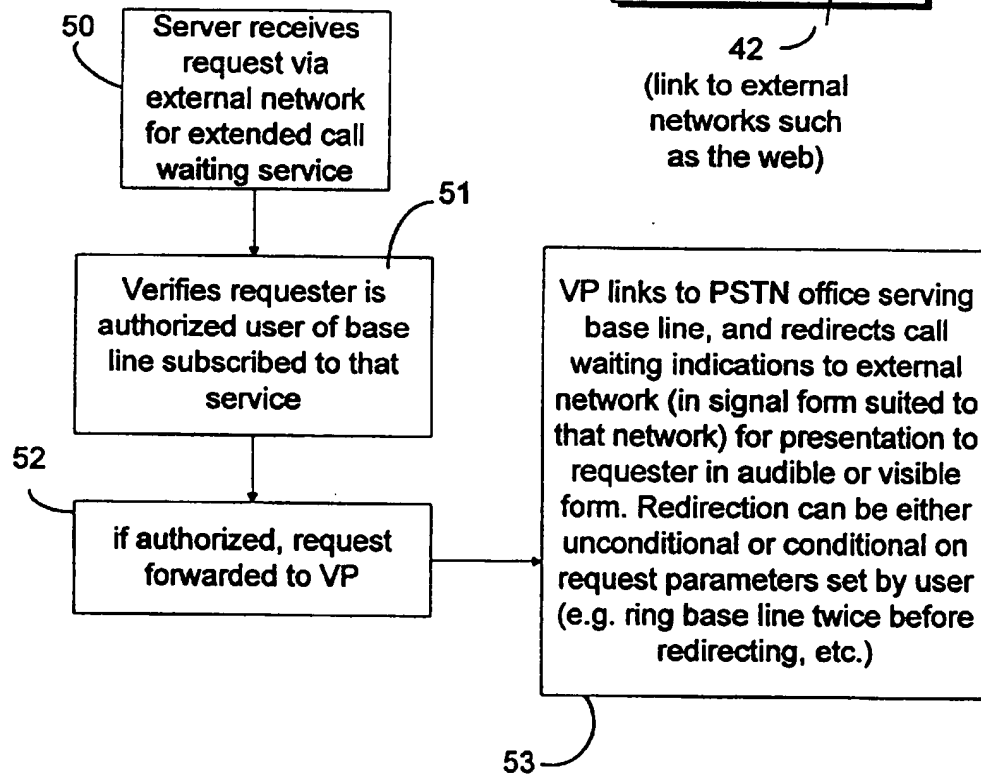 50
Server receives
request via
external network
for extended call
waiting service
42
(link to external
networks such
as the web)
51
Verifies requester is
authorized user of base
line subscribed to that
service
52
if authorized, request
forwarded to VP
VP links to PSTN office serving
base line, and redirects call
waiting indications to external
network (in signal form suited to
that network) for presentation to
requester in audible or visible
form. Redirection can be either
unconditional or conditional on
request parameters set by user
(e.g. ring base line twice before
redirecting, etc.)
53